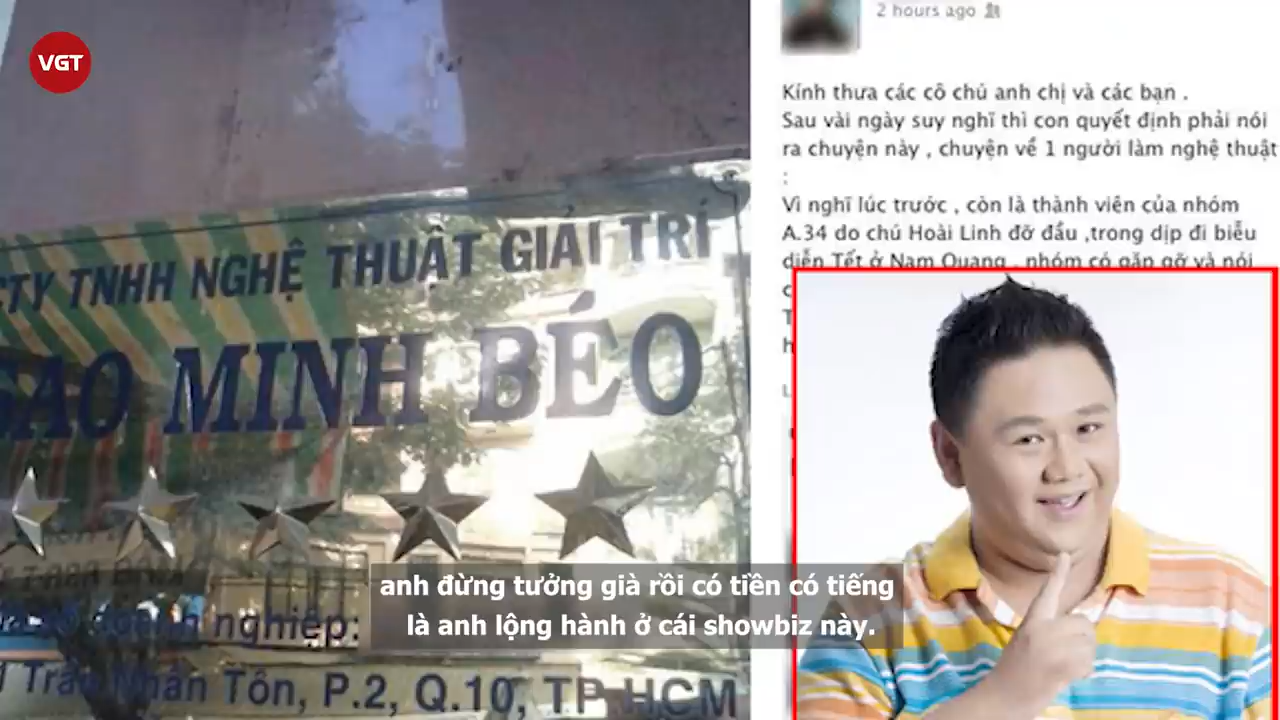 VGT
2 hours ago
Kính thưa các cô chú anh chị và các bạn .
Sau vài ngày suy nghĩ thì con quyết định phải nói
ra chuyện này , chuyện về 1 người làm nghệ thuật
:
Vì nghĩ lúc trước , còn là thành viên của nhóm
A.34 do chú Hoài Linh đỡ đầu ,trong dịp đi biễu
diễn Tết ở Nam Quang , nhóm có gặp gỡ và nói
CTY TNHH NGHỆ THUẬT GIẢI TRÍ
SAO MINH BÉO
nghiệp:
Trần Nhân Tôn, P.2, Q.10, TP HCM
anh đừng tưởng già rồi có tiền có tiếng
là anh lộng hành ở cái showbiz này.